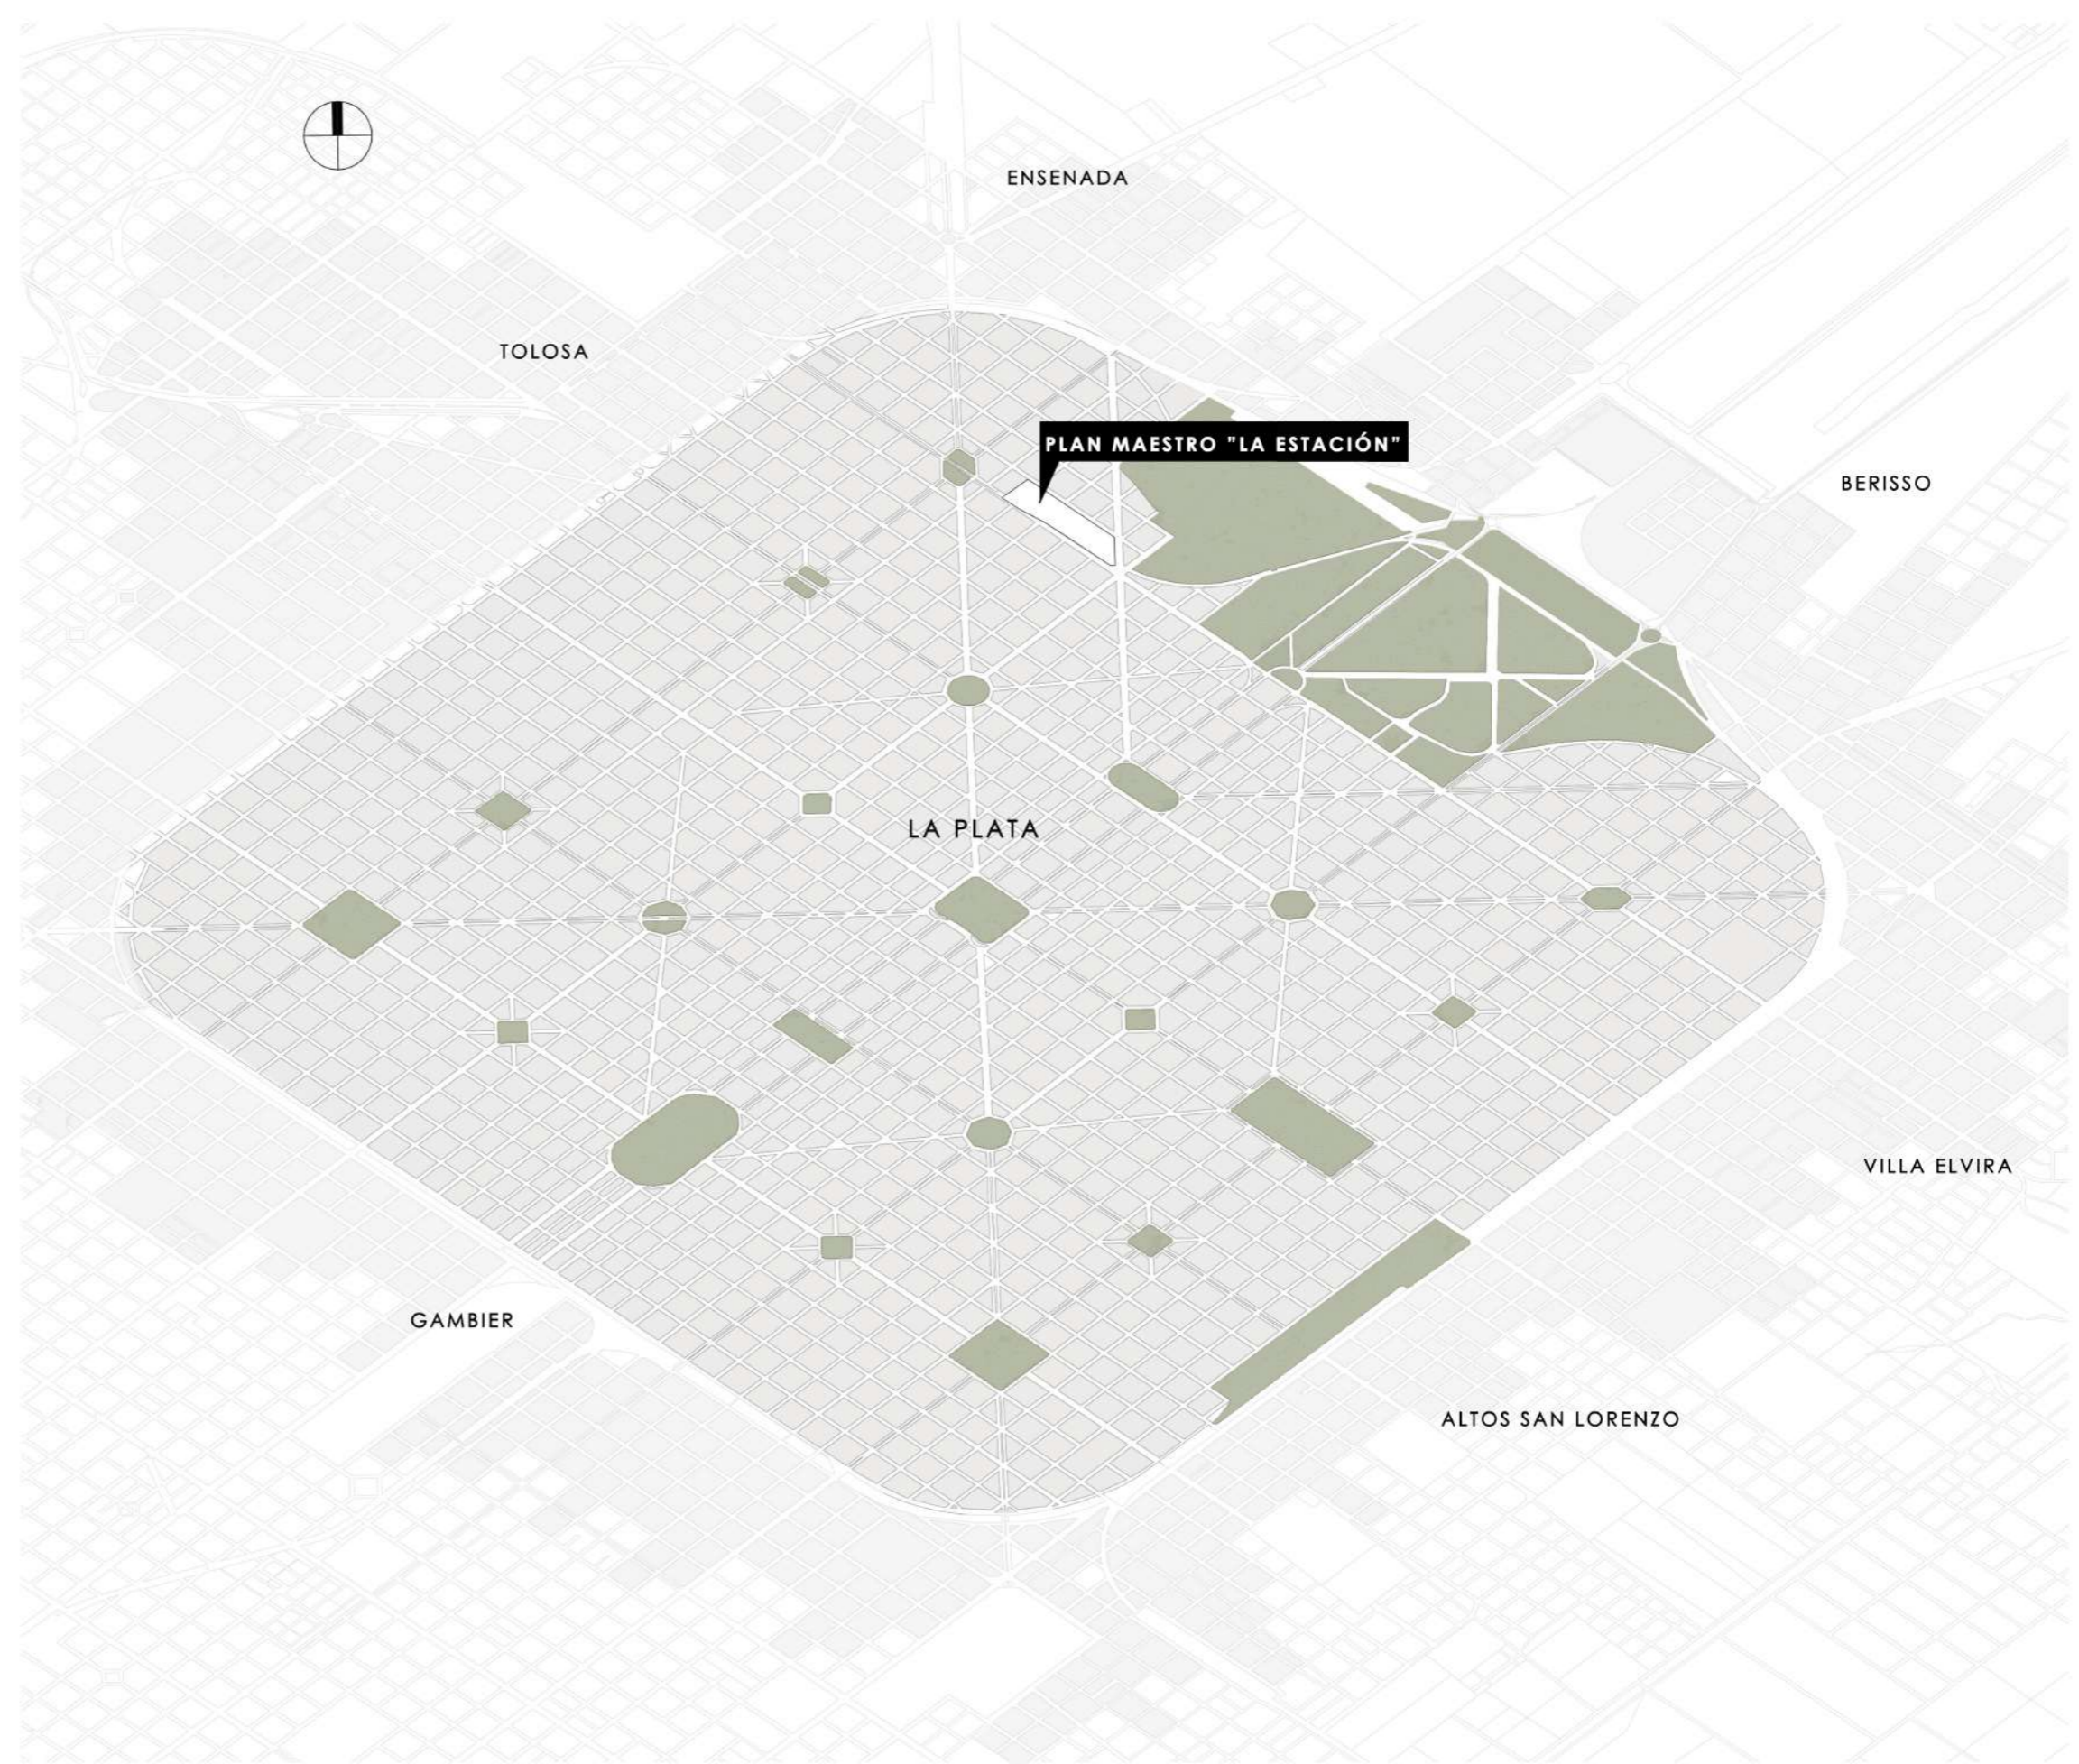 ENSENADA
TOLOSA
PLAN MAESTRO "LA ESTACIÓN"
BERISSO
LA PLATA
VILLA ELVIRA
GAMBIER
ALTOS SAN LORENZO